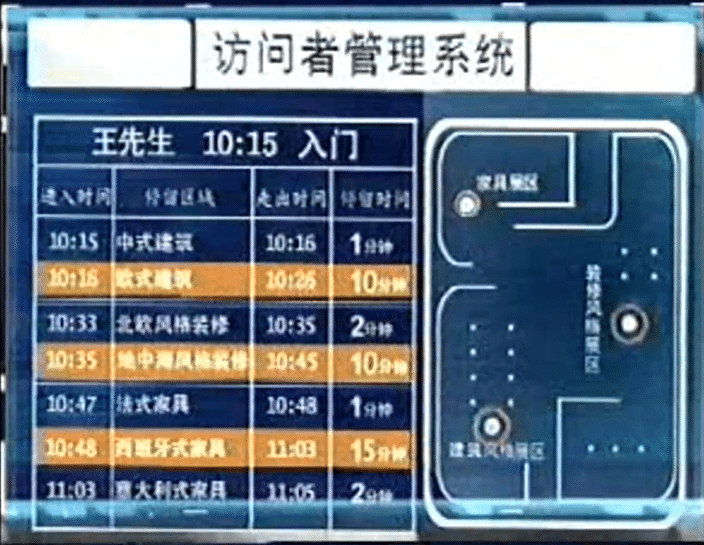 访问者管理系统
王先生 10:15 入门
进入时间 停留区域 走出时间 停留时间
10:15 中式建筑 10:16 1分钟
10:16 欧式建筑 10:26 10分钟
10:33 北欧风格装修 10:35 2分钟
10:35 地中海风格装修 10:45 10分钟
10:47 法式家具 10:48 1分钟
10:48 西班牙式家具 11:03 15分钟
11:03 意大利式家具 11:05 2分钟
家具展区
装修风格展区
建筑风格展区